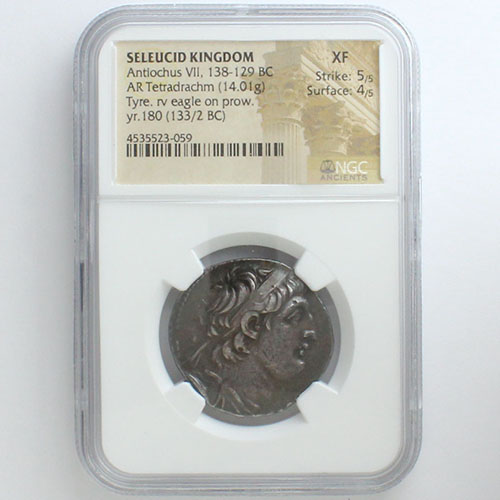 SELEUCID KINGDOM
Antiochus VII, 138-129 BC
AR Tetradrachm (14.01g)
Tyre. rv eagle on prow.
yr.180 (133/2 BC)
4535523-059
XF
Strike: 5/5
Surface: 4/5
NGC
ANCIENTS